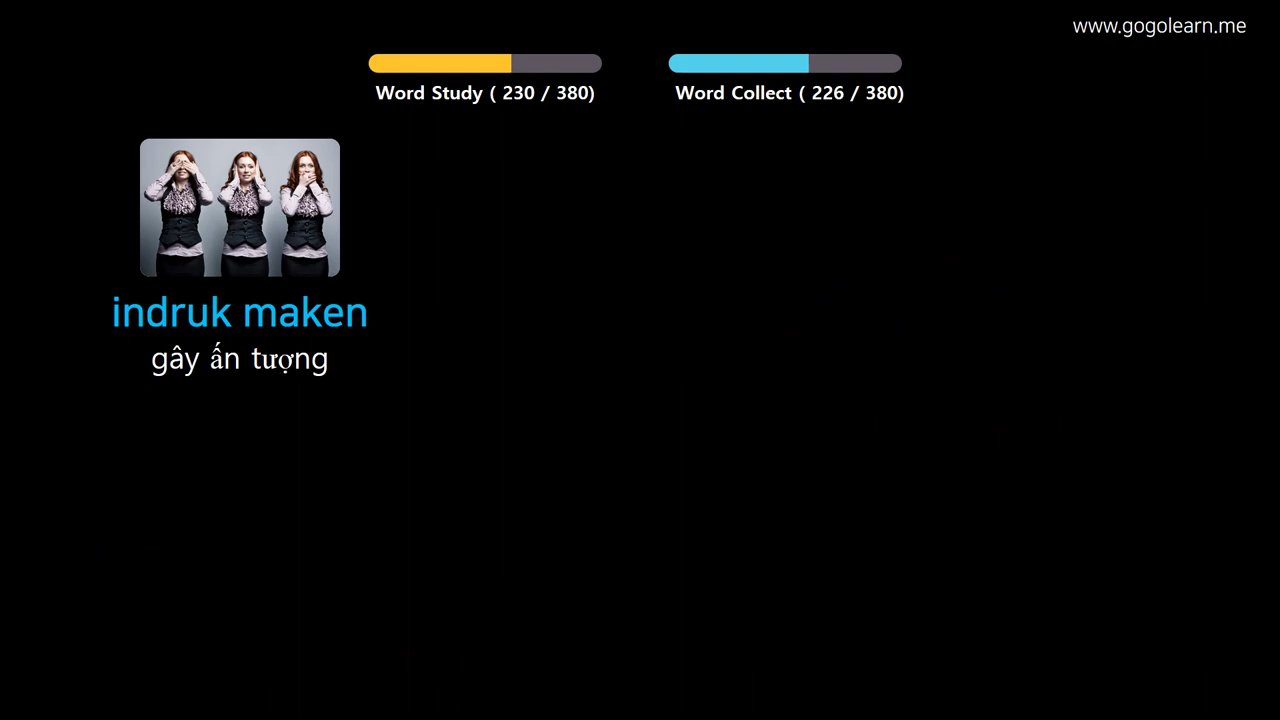 www.gogolearn.me
Word Study ( 230 / 380)
Word Collect ( 226 / 380)
indruk maken
gây ấn tượng